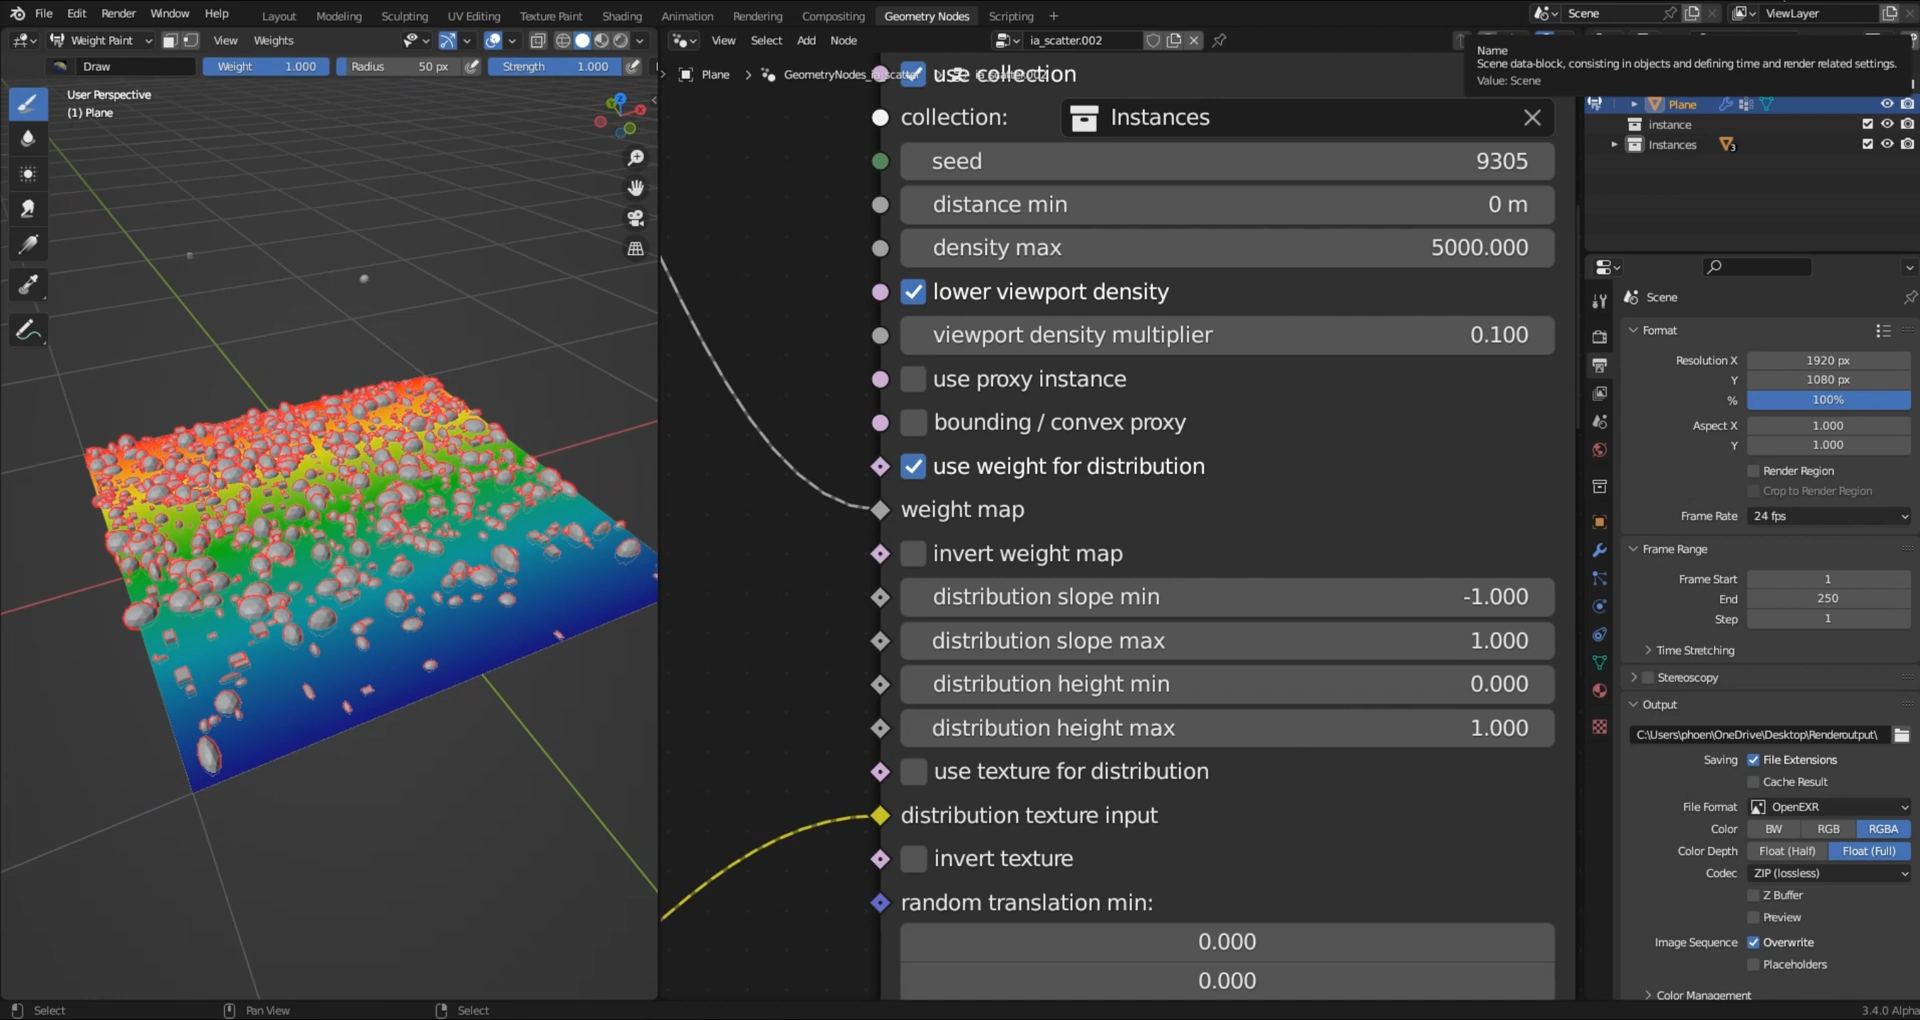 File Edit Render Window Help
Layout Modeling Sculpting UV Editing Texture Paint Shading Animation Rendering Compositing Geometry Nodes Scripting +
Scene
ViewLayer
Weight Paint View Weights
View Select Add Node
ia_scatter.002
Draw
Weight 1.000
Radius 50 px
Strength 1.000
Name
Scene data-block, consisting in objects and defining time and render related settings.
Value: Scene
User Perspective
(1) Plane
Plane > GeometryNodes_ia_scatter
use collection
collection: Instances
seed 9305
distance min 0 m
density max 5000.000
lower viewport density
viewport density multiplier 0.100
use proxy instance
bounding / convex proxy
use weight for distribution
weight map
invert weight map
distribution slope min -1.000
distribution slope max 1.000
distribution height min 0.000
distribution height max 1.000
use texture for distribution
distribution texture input
invert texture
random translation min:
0.000
0.000
Plane
instance
Instances 3
Scene
Format
Resolution X 1920 px
Y 1080 px
% 100%
Aspect X 1.000
Y 1.000
Render Region
Crop to Render Region
Frame Rate 24 fps
Frame Range
Frame Start 1
End 250
Step 1
Time Stretching
Stereoscopy
Output
C:\Users\phoen\OneDrive\Desktop\Renderoutput\
Saving File Extensions
Cache Result
File Format OpenEXR
Color BW RGB RGBA
Color Depth Float (Half) Float (Full)
Codec ZIP (lossless)
Z Buffer
Preview
Image Sequence Overwrite
Placeholders
Color Management
Select
Pan View
Select
3.4.0 Alpha